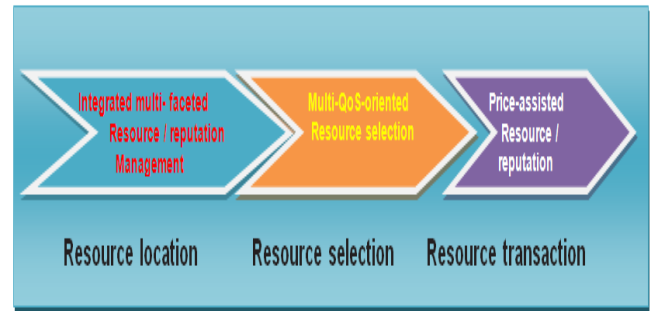 Integrated multi- faceted
Resource / reputation
Management
Multi-QoS-oriented
Resource selection
Price-assisted
Resource /
reputation
Resource location
Resource selection
Resource transaction